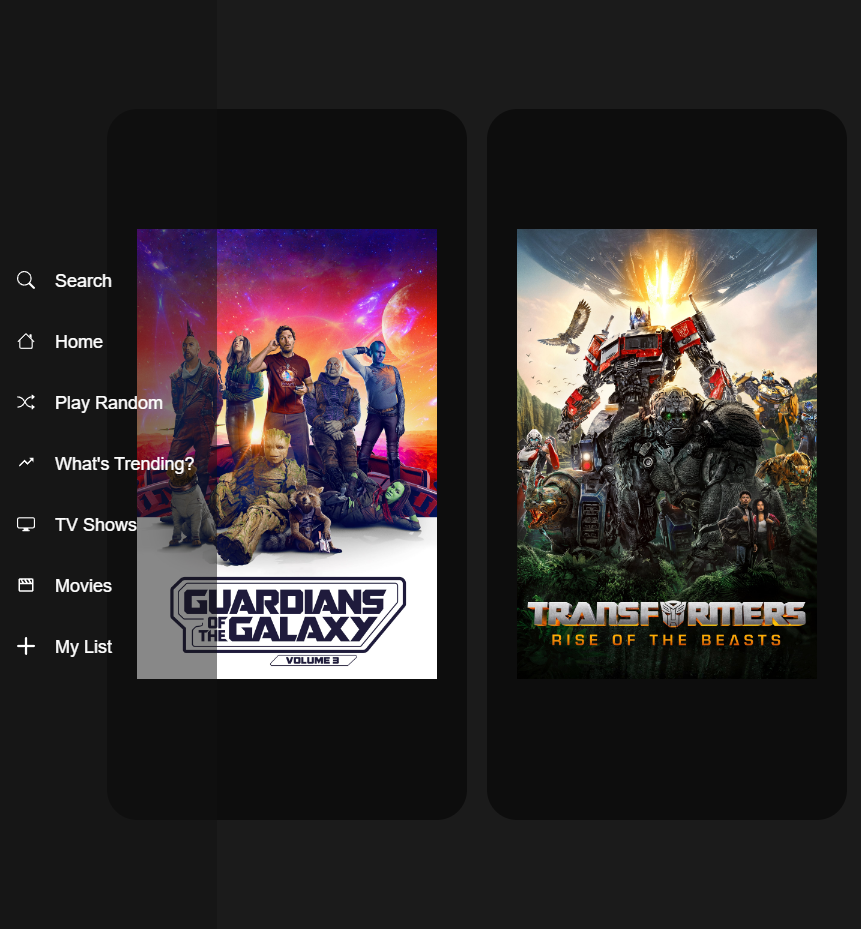 Search
Home
Play Random
What's Trending?
TV Shows
Movies
My List
GUARDIANS
OF THE GALAXY
VOLUME 3
TRANSFORMERS
RISE OF THE BEASTS